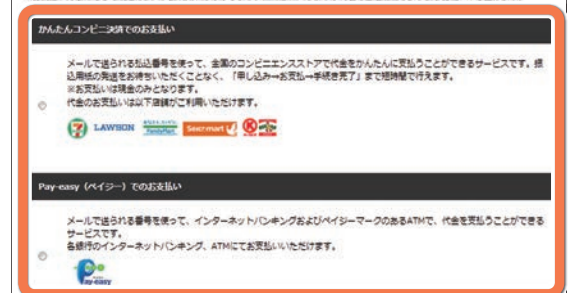 かんたんコンビニ決済でのお支払い
メールで送られる払込番号を使って、全国のコンビニエンスストアで代金をかんたんに支払うことができるサービスです。振
込用紙の発送をお待ちいただくことなく、「申し込み→お支払→手続き完了」まで短時間で行えます。
※お支払いは現金のみとなります。
代金のお支払いは以下店舗がご利用いただけます。
LAWSON FamilyMart Seicomart
Pay-easy（ペイジー）でのお支払い
メールで送られる番号を使って、インターネットバンキングおよびペイジーマークのあるATMで、代金を支払うことができる
サービスです。
各銀行のインターネットバンキング、ATMにてお支払いいただけます。
Pay-easy